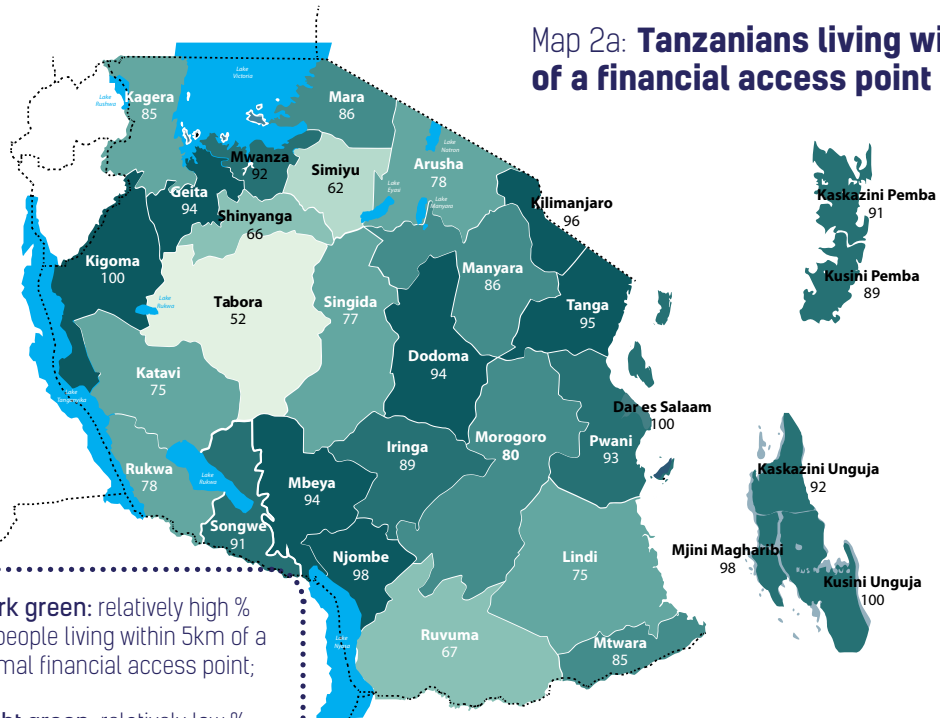 Map 2a: Tanzanians living wi
of a financial access point
Lake
Victoria
Lake
Rushwa
Kagera
85
Mara
86
Mwanza
92
Simiyu
62
Lake
Natron
Arusha
78
Lake
Eyasi
Lake
Manyara
Geita
94
Shinyanga
66
Kilimanjaro
96
Kaskazini Pemba
91
Kusini Pemba
89
Kigoma
100
Manyara
86
Tabora
52
Lake
Rukwa
Singida
77
Tanga
95
Dodoma
94
Katavi
75
Lake
Tanganyika
Dar es Salaam
100
Iringa
89
Morogoro
80
Pwani
93
Rukwa
78
Lake
Rukwa
Mbeya
94
Kaskazini Unguja
92
Songwe
91
Njombe
98
Lindi
75
Mjini Magharibi
98
Kusini Unguja
100
rk green: relatively high %
people living within 5km of a
mal financial access point;
Lake
Nyasa
Ruvuma
67
Mtwara
85
ht green: relatively low %